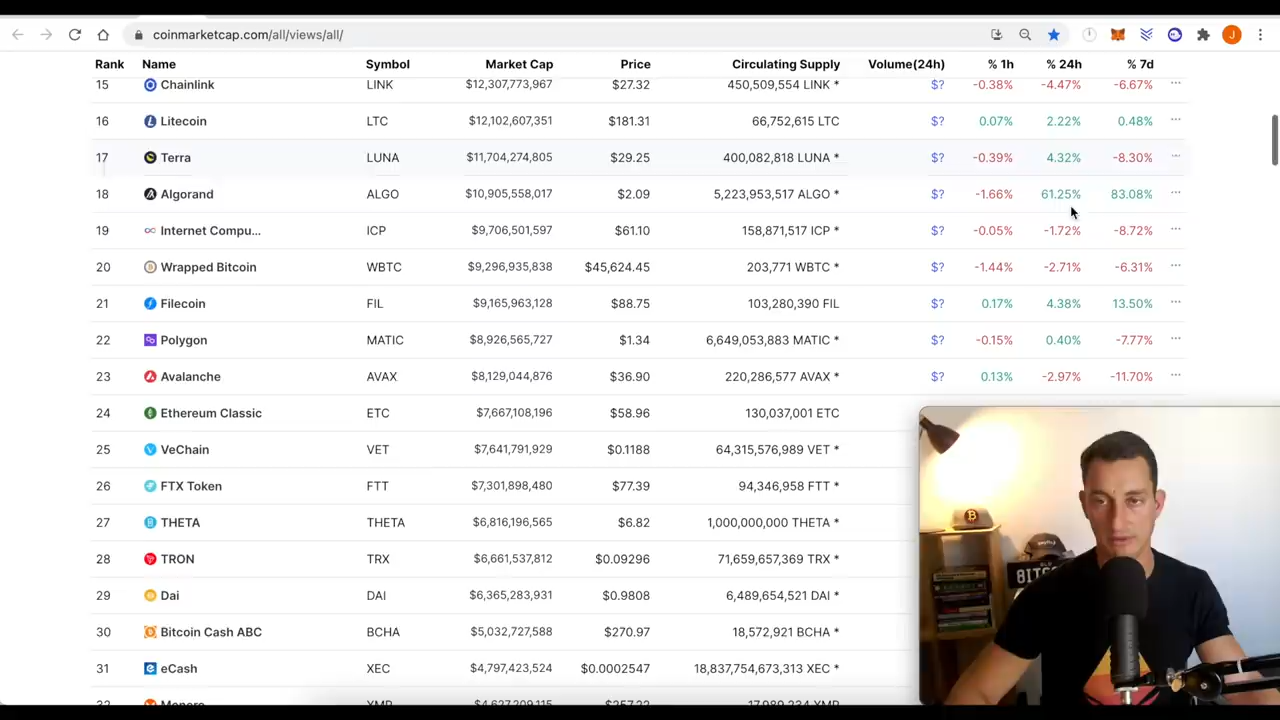 coinmarketcap.com/all/views/all/
J
Rank Name Symbol Market Cap Price Circulating Supply Volume(24h) % 1h % 24h % 7d
15 Chainlink LINK $12,307,773,967 $27.32 450,509,554 LINK * $? -0.38% -4.47% -6.67%
16 Litecoin LTC $12,102,607,351 $181.31 66,752,615 LTC $? 0.07% 2.22% 0.48%
17 Terra LUNA $11,704,274,805 $29.25 400,082,818 LUNA * $? -0.39% 4.32% -8.30%
18 Algorand ALGO $10,905,558,017 $2.09 5,223,953,517 ALGO * $? -1.66% 61.25% 83.08%
19 Internet Compu... ICP $9,706,501,597 $61.10 158,871,517 ICP * $? -0.05% -1.72% -8.72%
20 Wrapped Bitcoin WBTC $9,296,935,838 $45,624.45 203,771 WBTC * $? -1.44% -2.71% -6.31%
21 Filecoin FIL $9,165,963,128 $88.75 103,280,390 FIL $? 0.17% 4.38% 13.50%
22 Polygon MATIC $8,926,565,727 $1.34 6,649,053,883 MATIC * $? -0.15% 0.40% -7.77%
23 Avalanche AVAX $8,129,044,876 $36.90 220,286,577 AVAX * $? 0.13% -2.97% -11.70%
24 Ethereum Classic ETC $7,667,108,196 $58.96 130,037,001 ETC
25 VeChain VET $7,641,791,929 $0.1188 64,315,576,989 VET *
26 FTX Token FTT $7,301,898,480 $77.39 94,346,958 FTT *
27 THETA THETA $6,816,196,565 $6.82 1,000,000,000 THETA *
28 TRON TRX $6,661,537,812 $0.09296 71,659,657,369 TRX *
29 Dai DAI $6,365,283,931 $0.9808 6,489,654,521 DAI *
30 Bitcoin Cash ABC BCHA $5,032,727,588 $270.97 18,572,921 BCHA *
31 eCash XEC $4,797,423,524 $0.0002547 18,837,754,673,313 XEC *